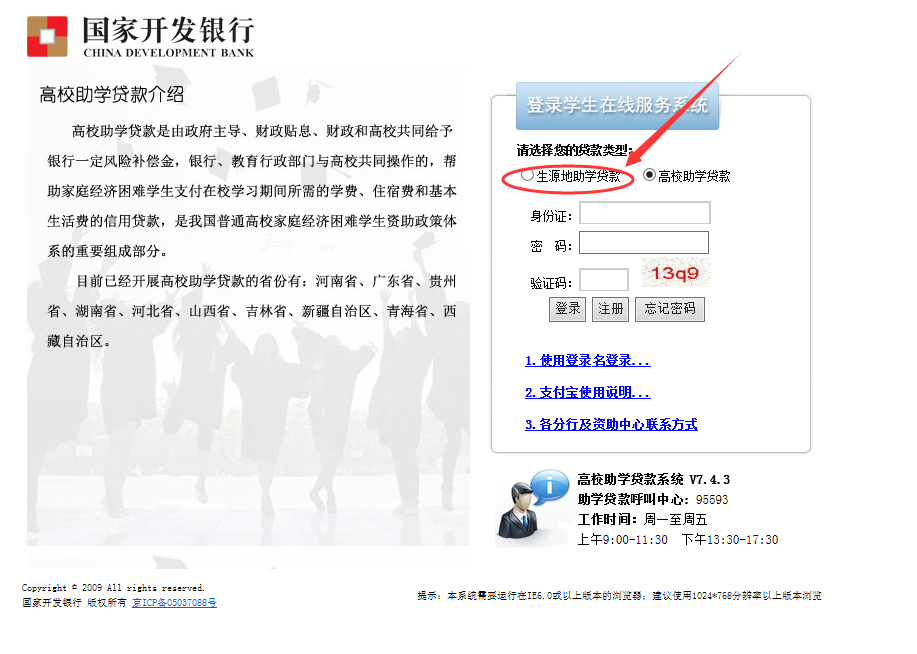 国家开发银行
CHINA DEVELOPMENT BANK
高校助学贷款介绍
高校助学贷款是由政府主导、财政贴息、财政和高校共同给予
银行一定风险补偿金，银行、教育行政部门与高校共同操作的，帮
助家庭经济困难学生支付在校学习期间所需的学费、住宿费和基本
生活费的信用贷款，是我国普通高校家庭经济困难学生资助政策体
系的重要组成部分。
目前已经开展高校助学贷款的省份有：河南省、广东省、贵州
省、湖南省、河北省、山西省、吉林省、新疆自治区、青海省、西
藏自治区。
登录学生在线服务系统
请选择您的贷款类型:
生源地助学贷款 高校助学贷款
身份证:
密 码:
验证码: 13q9
登录 注册 忘记密码
1.使用登录名登录...
2.支付宝使用说明...
3.各分行及资助中心联系方式
高校助学贷款系统 V7.4.3
助学贷款呼叫中心：95593
工作时间：周一至周五
上午9:00-11:30 下午13:30-17:30
Copyright © 2009 All rights reserved.
国家开发银行 版权所有 京ICP备05037088号
提示：本系统需要运行在IE6.0或以上版本的浏览器；建议使用1024*768分辨率以上版本浏览